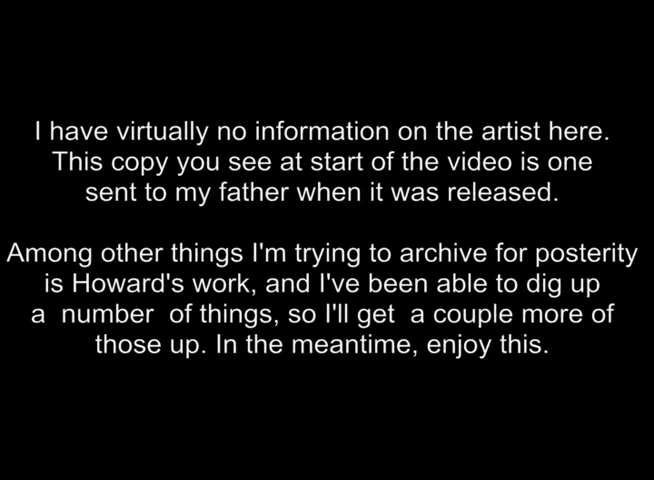 I have virtually no information on the artist here.
This copy you see at start of the video is one
sent to my father when it was released.
Among other things I'm trying to archive for posterity
is Howard's work, and I've been able to dig up
a number of things, so I'll get a couple more of
those up. In the meantime, enjoy this.